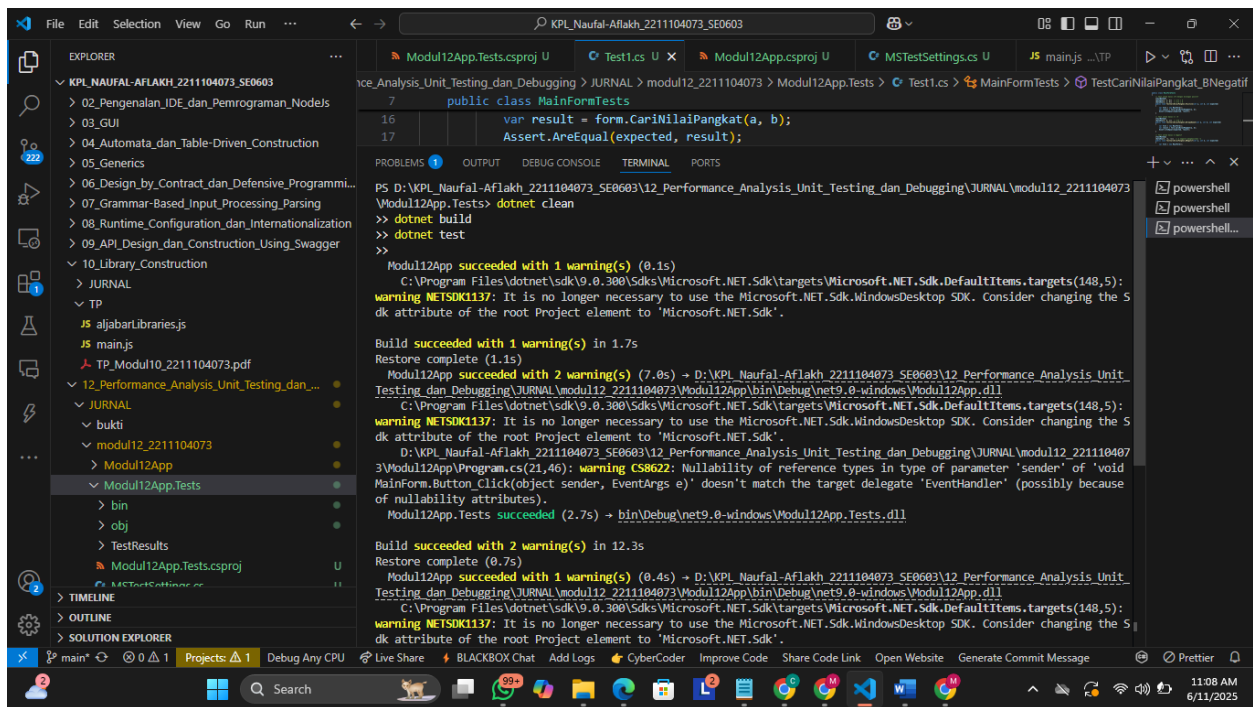 File Edit Selection View Go Run ···
KPL_Naufal-Aflakh_2211104073_SE0603
EXPLORER
KPL_NAUFAL-AFLAKH_2211104073_SE0603
02_Pengenalan_IDE_dan_Pemrograman_NodeJs
03_GUI
04_Automata_dan_Table-Driven_Construction
05_Generics
06_Design_by_Contract_dan_Defensive_Programmi...
07_Grammar-Based_Input_Processing_Parsing
08_Runtime_Configuration_dan_Internationalization
09_API_Design_dan_Construction_Using_Swagger
10_Library_Construction
JURNAL
TP
JS aljabarLibraries.js
JS main.js
TP_Modul10_2211104073.pdf
12_Performance_Analysis_Unit_Testing_dan_...
JURNAL
bukti
modul12_2211104073
Modul12App
Modul12App.Tests
bin
obj
TestResults
Modul12App.Tests.csproj U
C# MSTestSettings.cs U
TIMELINE
OUTLINE
SOLUTION EXPLORER
222
1
2
Modul12App.Tests.csproj U C# Test1.cs U Modul12App.csproj U C# MSTestSettings.cs U JS main.js ...\TP
nce_Analysis_Unit_Testing_dan_Debugging > JURNAL > modul12_2211104073 > Modul12App.Tests > C# Test1.cs > MainFormTests > TestCariNilaiPangkat_BNegatif
7 public class MainFormTests
16 var result = form.CariNilaiPangkat(a, b);
17 Assert.AreEqual(expected, result);
PROBLEMS 1 OUTPUT DEBUG CONSOLE TERMINAL PORTS
PS D:\KPL_Naufal-Aflakh_2211104073_SE0603\12_Performance_Analysis_Unit_Testing_dan_Debugging\JURNAL\modul12_2211104073
\Modul12App.Tests> dotnet clean
>> dotnet build
>> dotnet test
>>
Modul12App succeeded with 1 warning(s) (0.1s)
C:\Program Files\dotnet\sdk\9.0.300\Sdks\Microsoft.NET.Sdk\targets\Microsoft.NET.Sdk.DefaultItems.targets(148,5):
warning NETSDK1137: It is no longer necessary to use the Microsoft.NET.Sdk.WindowsDesktop SDK. Consider changing the S
dk attribute of the root Project element to 'Microsoft.NET.Sdk'.
Build succeeded with 1 warning(s) in 1.7s
Restore complete (1.1s)
Modul12App succeeded with 2 warning(s) (7.0s) → D:\KPL_Naufal-Aflakh_2211104073_SE0603\12_Performance_Analysis_Unit_
Testing_dan_Debugging\JURNAL\modul12_2211104073\Modul12App\bin\Debug\net9.0-windows\Modul12App.dll
C:\Program Files\dotnet\sdk\9.0.300\Sdks\Microsoft.NET.Sdk\targets\Microsoft.NET.Sdk.DefaultItems.targets(148,5):
warning NETSDK1137: It is no longer necessary to use the Microsoft.NET.Sdk.WindowsDesktop SDK. Consider changing the S
dk attribute of the root Project element to 'Microsoft.NET.Sdk'.
D:\KPL_Naufal-Aflakh_2211104073_SE0603\12_Performance_Analysis_Unit_Testing_dan_Debugging\JURNAL\modul12_221110407
3\Modul12App\Program.cs(21,46): warning CS8622: Nullability of reference types in type of parameter 'sender' of 'void
MainForm.Button_Click(object sender, EventArgs e)' doesn't match the target delegate 'EventHandler' (possibly because
of nullability attributes).
Modul12App.Tests succeeded (2.7s) → bin\Debug\net9.0-windows\Modul12App.Tests.dll
Build succeeded with 2 warning(s) in 12.3s
Restore complete (0.7s)
Modul12App succeeded with 1 warning(s) (0.4s) → D:\KPL_Naufal-Aflakh_2211104073_SE0603\12_Performance_Analysis_Unit_
Testing_dan_Debugging\JURNAL\modul12_2211104073\Modul12App\bin\Debug\net9.0-windows\Modul12App.dll
C:\Program Files\dotnet\sdk\9.0.300\Sdks\Microsoft.NET.Sdk\targets\Microsoft.NET.Sdk.DefaultItems.targets(148,5):
warning NETSDK1137: It is no longer necessary to use the Microsoft.NET.Sdk.WindowsDesktop SDK. Consider changing the S
dk attribute of the root Project element to 'Microsoft.NET.Sdk'.
powershell
powershell
powershell...
main* 0 1 Projects: 1 Debug Any CPU Live Share BLACKBOX Chat Add Logs CyberCoder Improve Code Share Code Link Open Website Generate Commit Message Prettier
2 Search 99+ 2 11:08 AM
6/11/2025